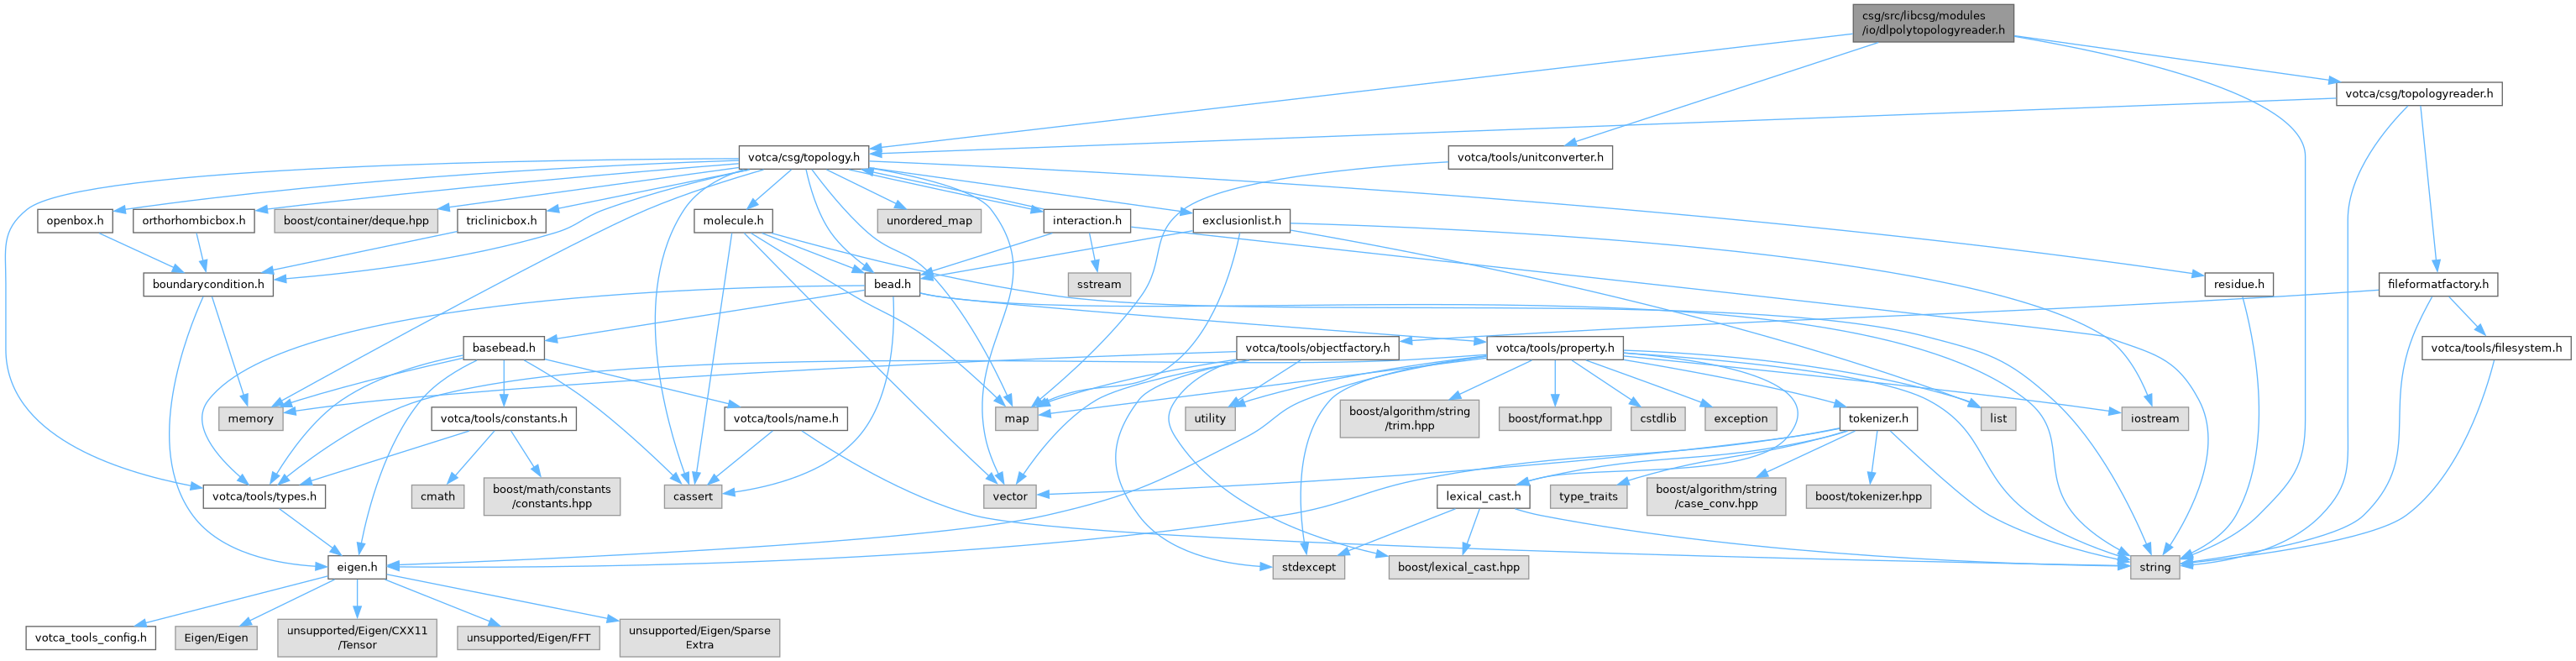 csg/src/libcsg/modules
/io/dlpolytopologyreader.h
votca/csg/topologyreader.h
votca/csg/topology.h
votca/tools/unitconverter.h
openbox.h
orthorhombicbox.h
boost/container/deque.hpp
triclinicbox.h
molecule.h
unordered_map
interaction.h
exclusionlist.h
boundarycondition.h
bead.h
sstream
residue.h
fileformatfactory.h
basebead.h
votca/tools/objectfactory.h
votca/tools/property.h
votca/tools/filesystem.h
memory
votca/tools/constants.h
votca/tools/name.h
map
utility
boost/algorithm/string
/trim.hpp
boost/format.hpp
cstdlib
exception
tokenizer.h
list
iostream
votca/tools/types.h
cmath
boost/math/constants
/constants.hpp
cassert
vector
lexical_cast.h
type_traits
boost/algorithm/string
/case_conv.hpp
boost/tokenizer.hpp
eigen.h
stdexcept
boost/lexical_cast.hpp
string
votca_tools_config.h
Eigen/Eigen
unsupported/Eigen/CXX11
/Tensor
unsupported/Eigen/FFT
unsupported/Eigen/Sparse
Extra